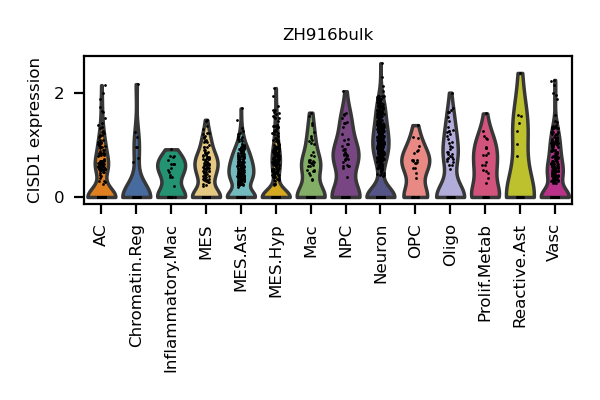 ZH916bulk
CISD1 expression
2
0
AC
Chromatin.Reg
Inflammatory.Mac
MES
MES.Ast
MES.Hyp
Mac
NPC
Neuron
OPC
Oligo
Prolif.Metab
Reactive.Ast
Vasc